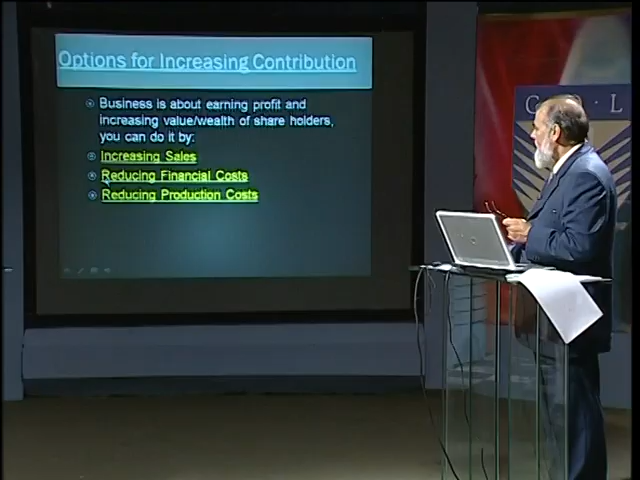 Options for Increasing Contribution
Business is about earning profit and
increasing value/wealth of share holders,
you can do it by:
Increasing Sales
Reducing Financial Costs
Reducing Production Costs
C O L